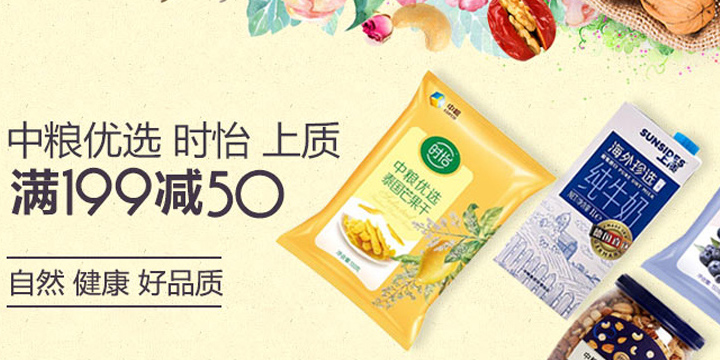 中粮优选 时怡 上质
满199减50
自然 健康 好品质
中粮
时怡
中粮优选
泰国芒果干
SUNSIDES
上质
海外珍选
纯牛奶